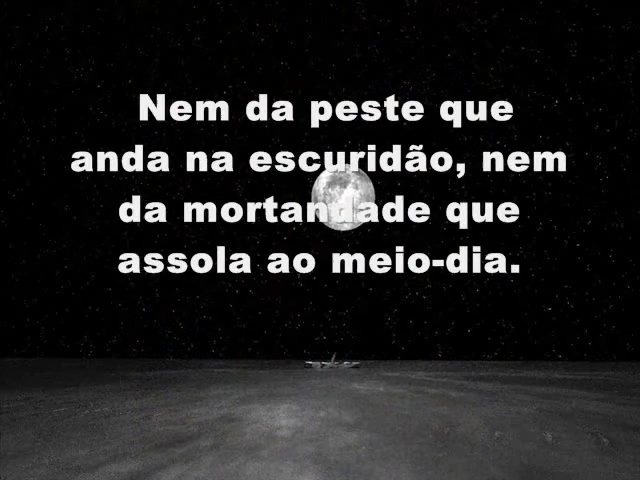 Nem da peste que
anda na escuridão, nem
da mortandade que
assola ao meio-dia.